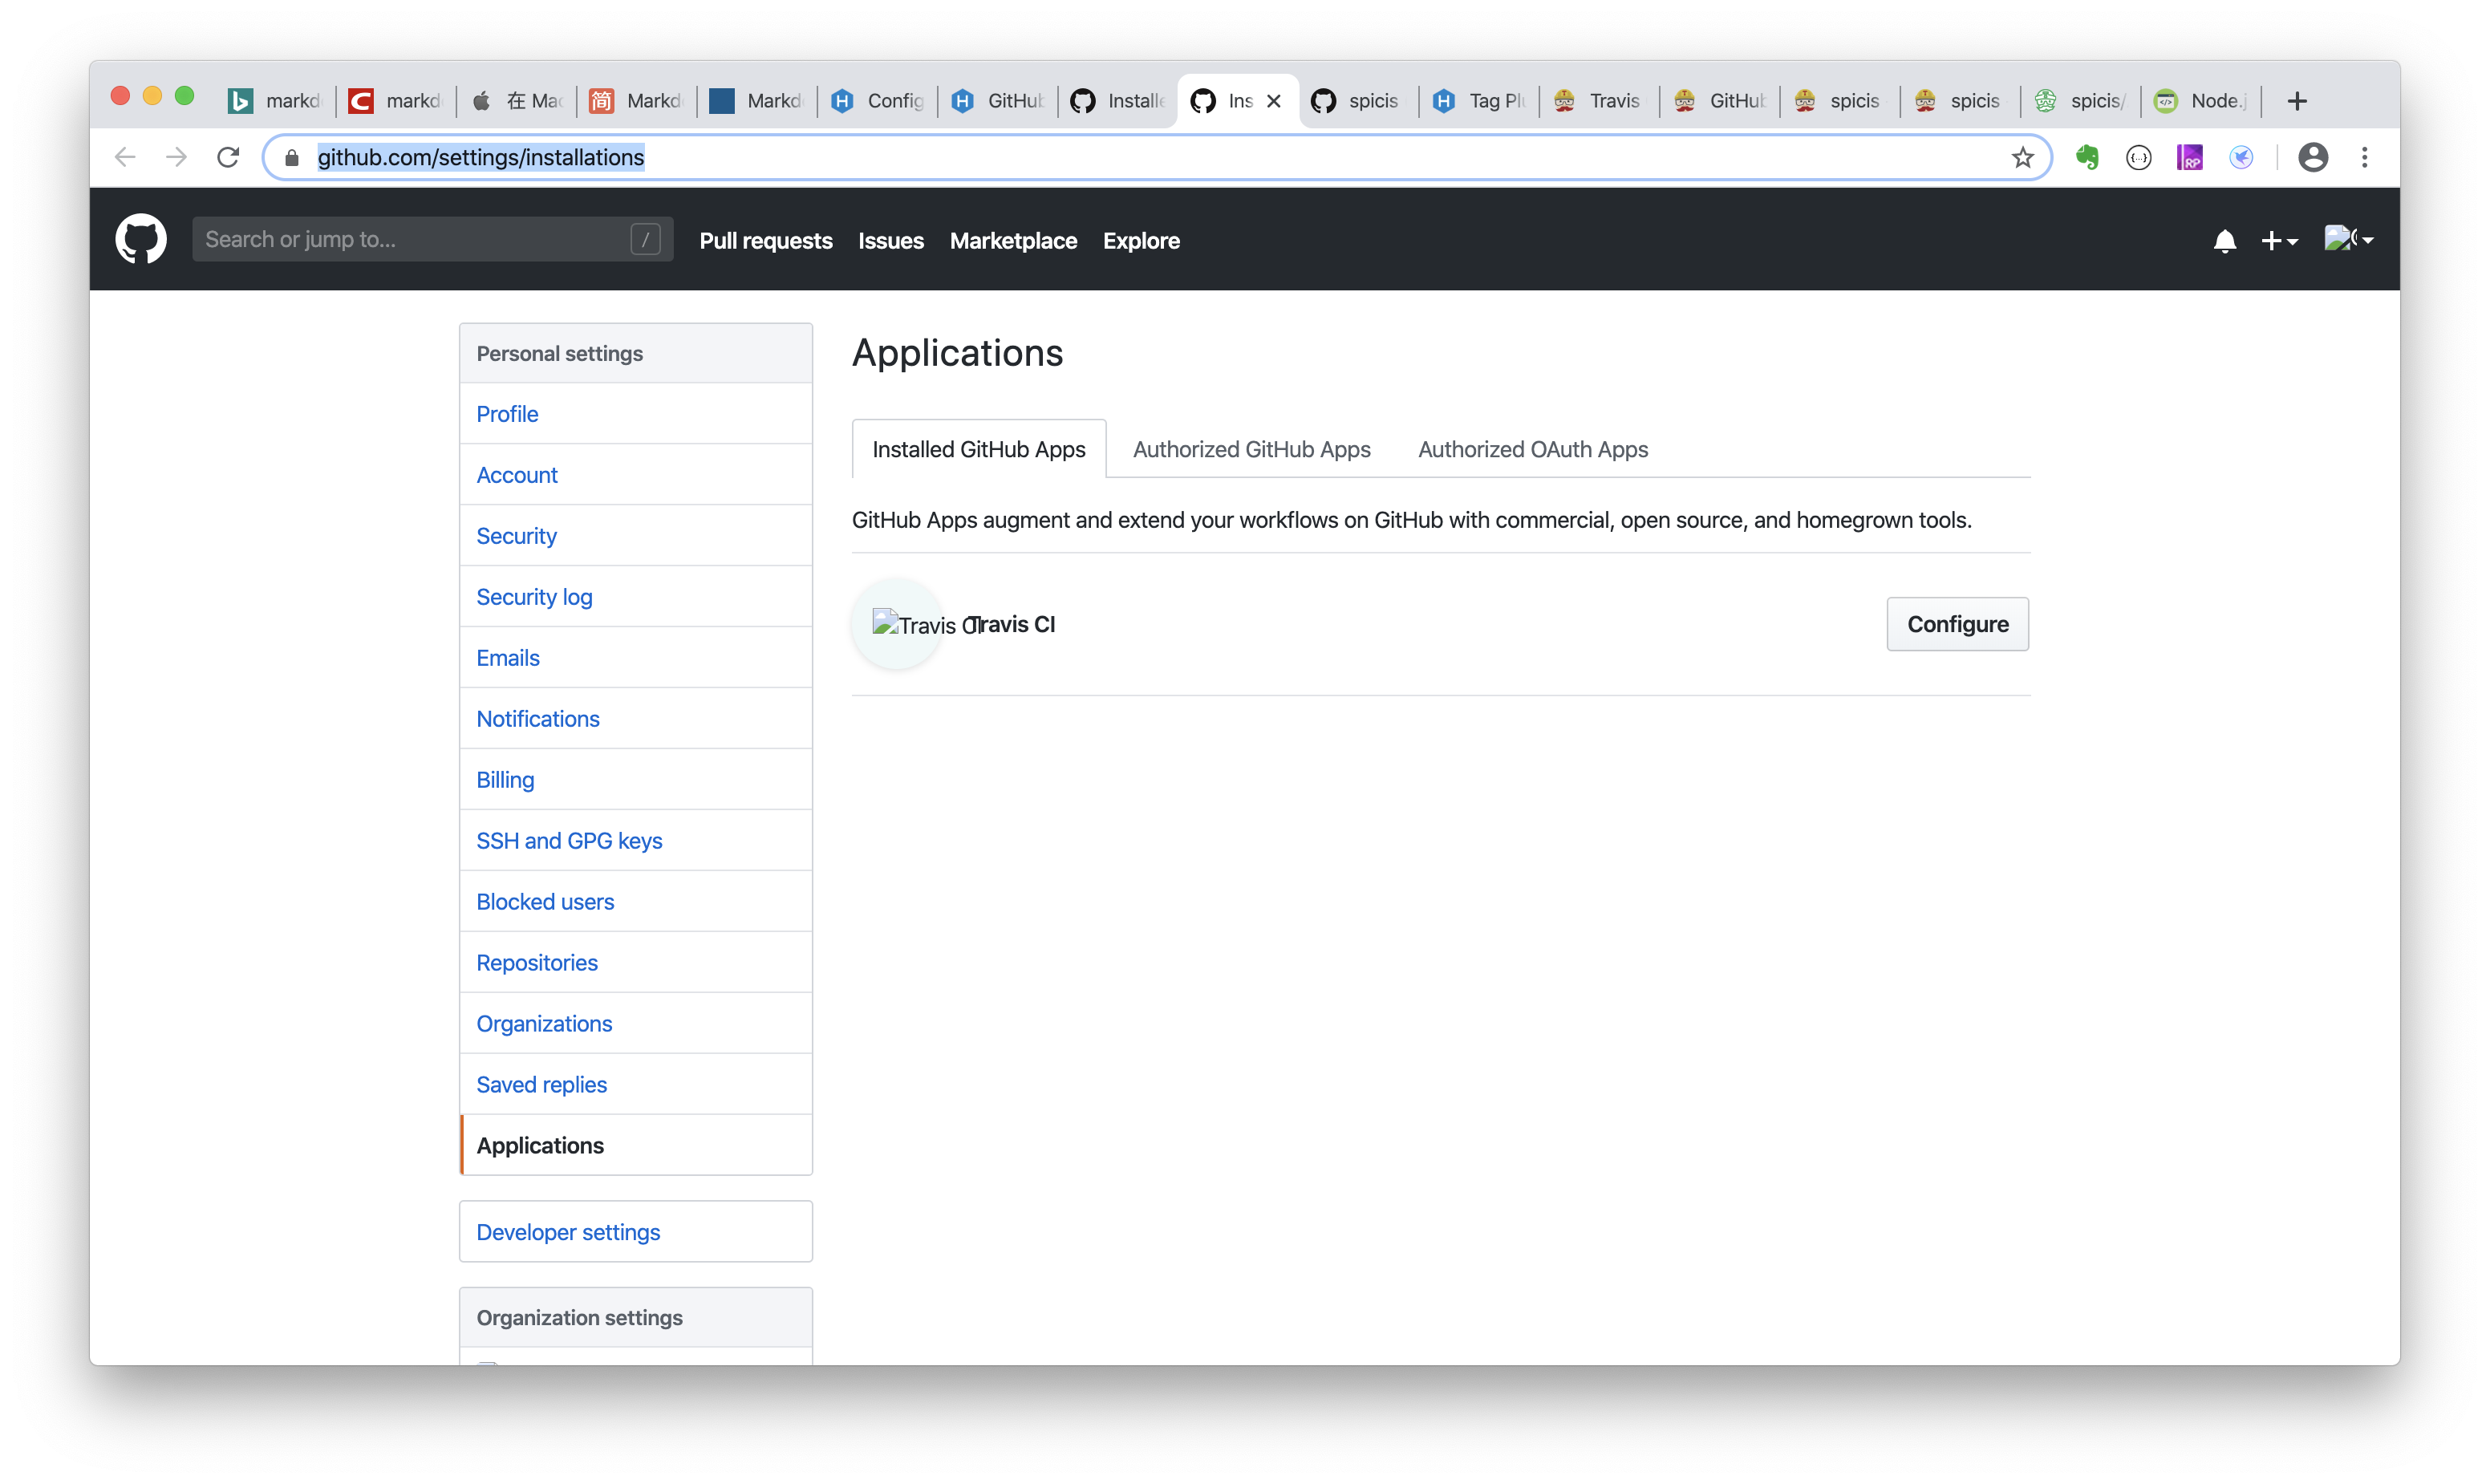 markd
markd
在 Mac
Markd
Markd
Config
GitHub
Installe
Ins
spicis
Tag Plu
Travis
GitHub
spicis
spicis
spicis/
Node.j
github.com/settings/installations
Search or jump to...
/
Pull requests
Issues
Marketplace
Explore
Personal settings
Profile
Account
Security
Security log
Emails
Notifications
Billing
SSH and GPG keys
Blocked users
Repositories
Organizations
Saved replies
Applications
Developer settings
Organization settings
Applications
Installed GitHub Apps
Authorized GitHub Apps
Authorized OAuth Apps
GitHub Apps augment and extend your workflows on GitHub with commercial, open source, and homegrown tools.
Travis CI
Travis CI
Configure